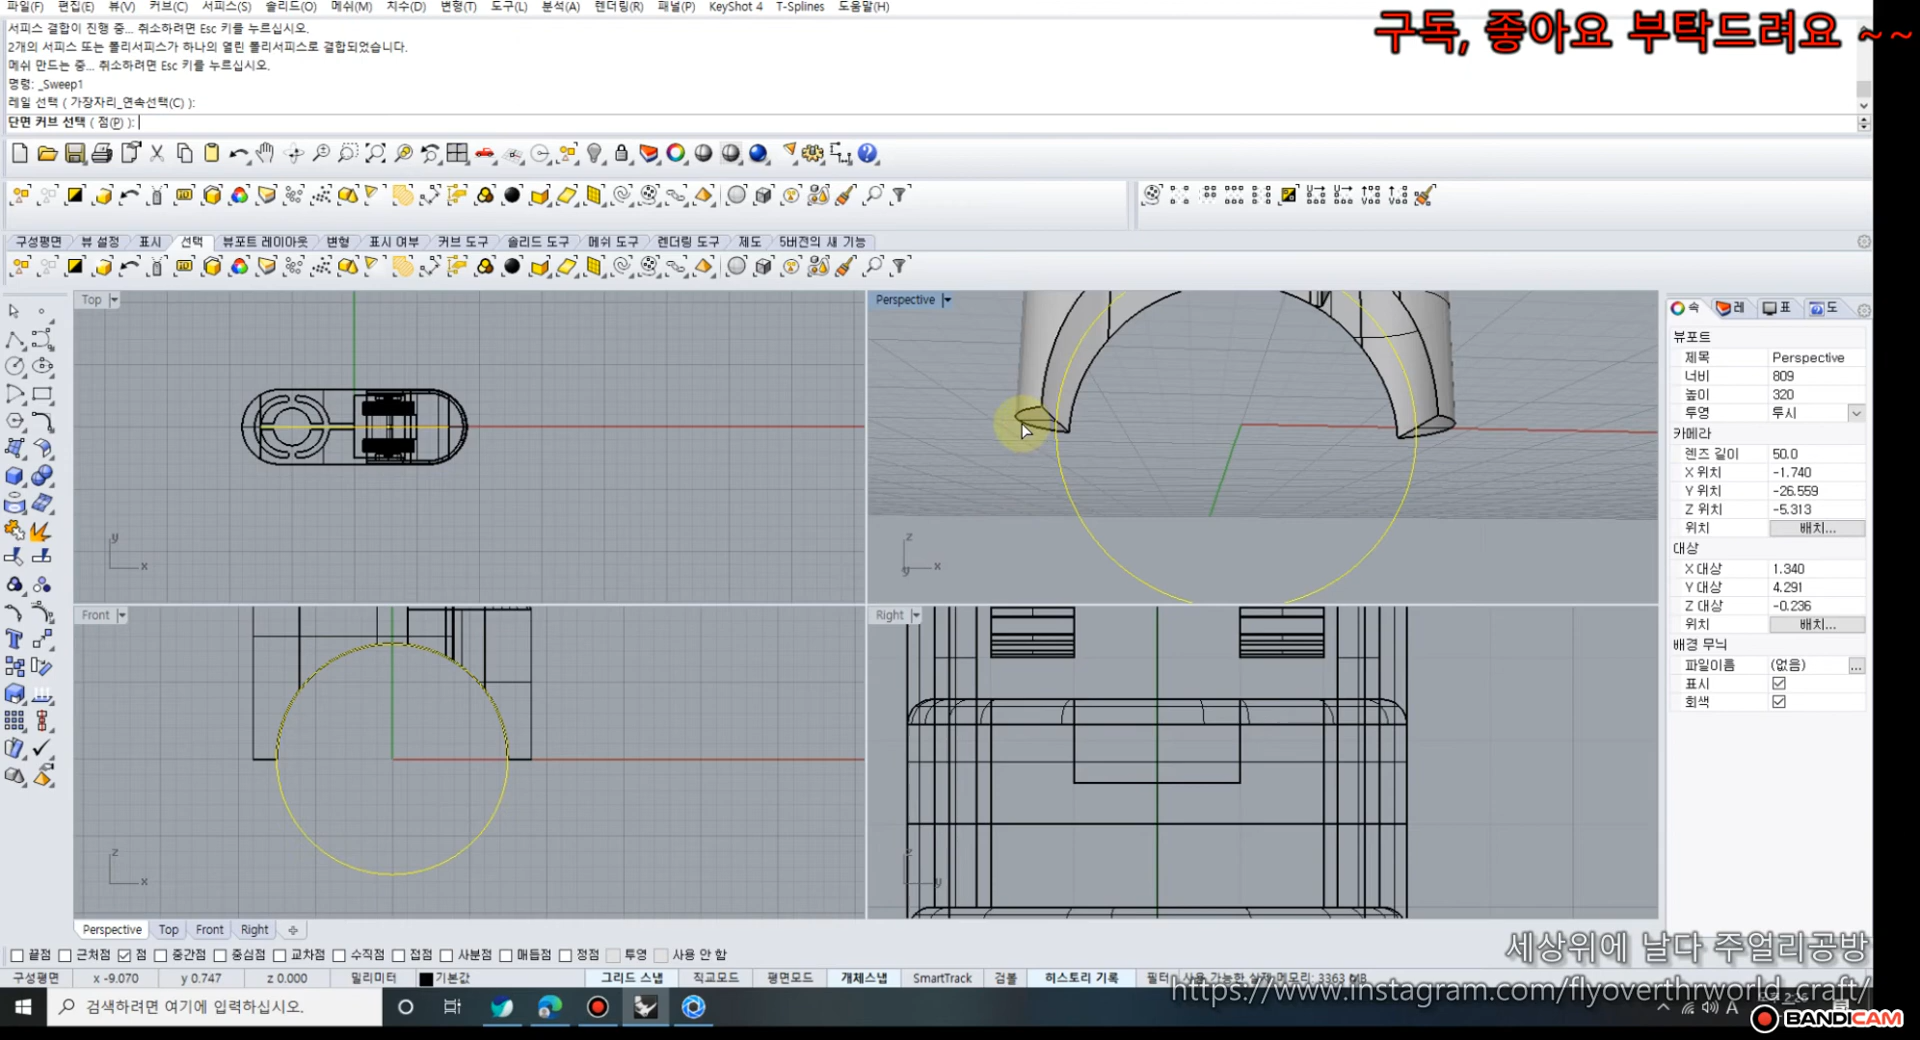 파일(F) 편집(E) 뷰(V) 커브(C) 서피스(S) 솔리드(O) 메쉬(M) 치수(D) 변형(T) 도구(L) 분석(A) 렌더링(R) 패널(P) KeyShot 4 T-Splines 도움말(H)
구독, 좋아요 부탁드려요 ~~
서피스 결합이 진행 중... 취소하려면 Esc 키를 누르십시오.
2개의 서피스 또는 폴리서피스가 하나의 열린 폴리서피스로 결합되었습니다.
메쉬 만드는 중... 취소하려면 Esc 키를 누르십시오.
명령: _Sweep1
레일 선택 ( 가장자리_연속선택(C) ):
단면 커브 선택 ( 점(P) ):
구성평면 뷰 설정 표시 선택 뷰포트 레이아웃 변형 표시 여부 커브 도구 솔리드 도구 메쉬 도구 렌더링 도구 제도 5버전의 새 기능
Top
Perspective
속 레 표 도
뷰포트
제목 Perspective
너비 809
높이 320
투영 투시
카메라
렌즈 길이 50.0
X 위치 -1.740
Y 위치 -26.559
Z 위치 -5.313
위치 배치...
대상
X 대상 1.340
Y 대상 4.291
Z 대상 -0.236
위치 배치...
배경 무늬
파일이름 (없음) ...
표시
회색
y
x
z
y
x
Front
Right
z
x
z
y
Perspective Top Front Right
끝점 근처점 점 중간점 중심점 교차점 수직점 접점 사분점 매듭점 정점 투영 사용 안 함
구성평면 x -9.070 y 0.747 z 0.000 밀리미터 기본값 그리드 스냅 직교모드 평면모드 개체스냅 SmartTrack 검볼 히스토리 기록 필터 사용 가능한 실제 메모리: 3363 MB
세상위에 날다 주얼리공방
https://www.instagram.com/flyoverthrworld_craft/
검색하려면 여기에 입력하십시오.
A
BANDICAM